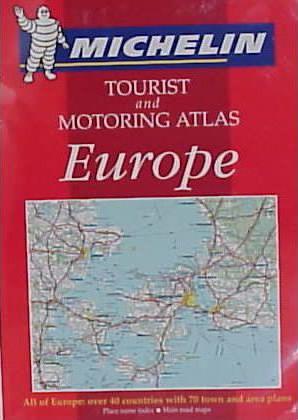 MICHELIN
TOURIST
and
MOTORING ATLAS
Europe
All of Europe: over 40 countries with 70 town and area plans
Place name index ■ Main road maps